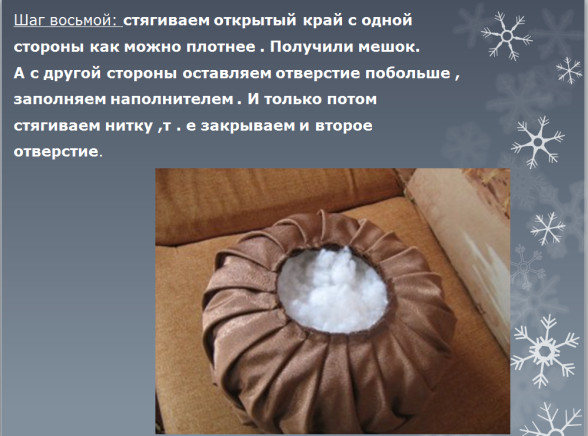 Шаг восьмой: стягиваем открытый край с одной
стороны как можно плотнее . Получили мешок.
А с другой стороны оставляем отверстие побольше ,
заполняем наполнителем . И только потом
стягиваем нитку ,т . е закрываем и второе
отверстие.